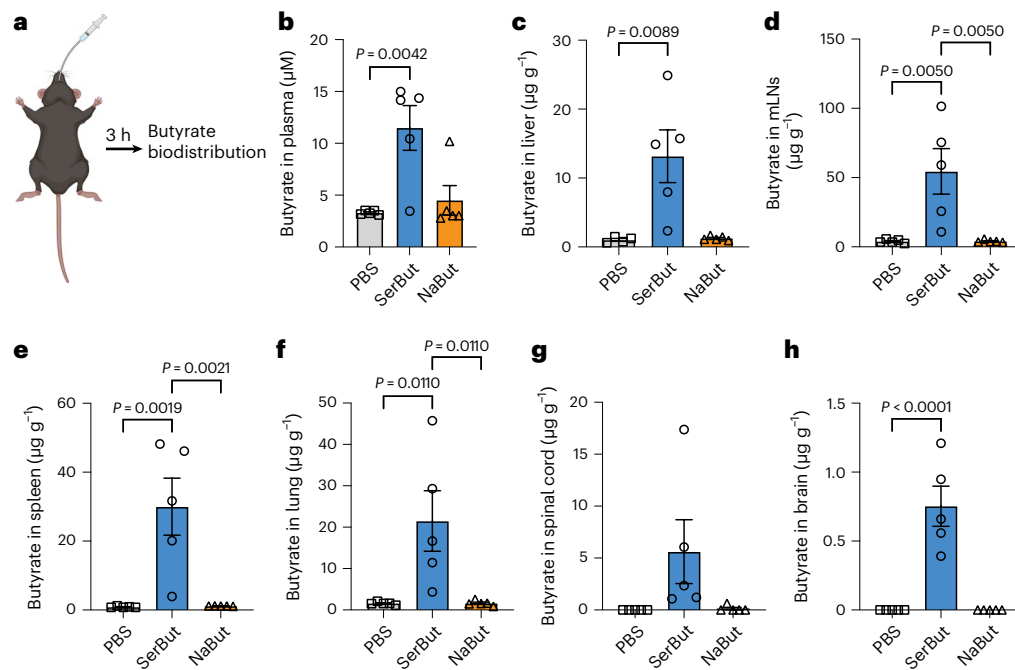 a
3 h
Butyrate
biodistribution
b
Butyrate in plasma (µM)
P = 0.0042
20
15
10
5
0
PBS
SerBut
NaBut
c
Butyrate in liver (µg g⁻¹)
P = 0.0089
30
20
10
0
PBS
SerBut
NaBut
d
Butyrate in mLNs
(µg g⁻¹)
P = 0.0050
P = 0.0050
150
100
50
0
PBS
SerBut
NaBut
e
Butyrate in spleen (µg g⁻¹)
P = 0.0021
P = 0.0019
60
40
20
0
PBS
SerBut
NaBut
f
Butyrate in lung (µg g⁻¹)
P = 0.0110
P = 0.0110
50
40
30
20
10
0
PBS
SerBut
NaBut
g
Butyrate in spinal cord (µg g⁻¹)
20
15
10
5
0
PBS
SerBut
NaBut
h
Butyrate in brain (µg g⁻¹)
P < 0.0001
1.5
1.0
0.5
0
PBS
SerBut
NaBut